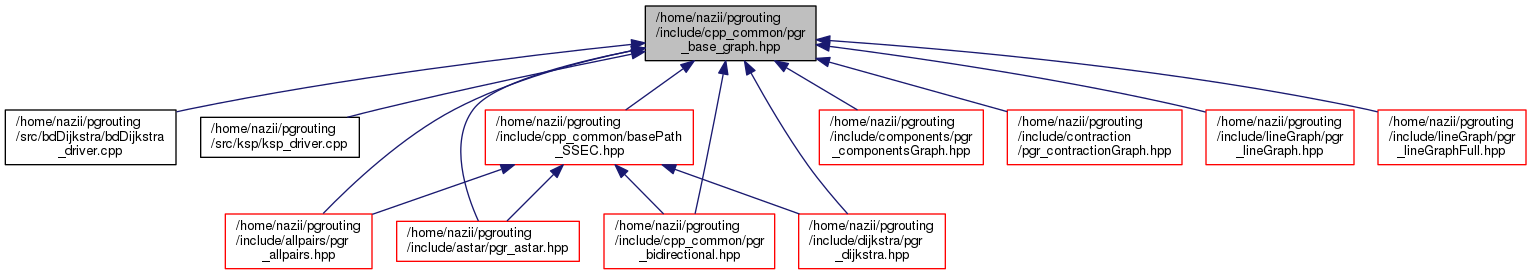 /home/nazii/pgrouting
/include/cpp_common/pgr
_base_graph.hpp
/home/nazii/pgrouting
/src/bdDijkstra/bdDijkstra
_driver.cpp
/home/nazii/pgrouting
/src/ksp/ksp_driver.cpp
/home/nazii/pgrouting
/include/cpp_common/basePath
_SSEC.hpp
/home/nazii/pgrouting
/include/components/pgr
_componentsGraph.hpp
/home/nazii/pgrouting
/include/contraction
/pgr_contractionGraph.hpp
/home/nazii/pgrouting
/include/lineGraph/pgr
_lineGraph.hpp
/home/nazii/pgrouting
/include/lineGraph/pgr
_lineGraphFull.hpp
/home/nazii/pgrouting
/include/allpairs/pgr
_allpairs.hpp
/home/nazii/pgrouting
/include/astar/pgr_astar.hpp
/home/nazii/pgrouting
/include/cpp_common/pgr
_bidirectional.hpp
/home/nazii/pgrouting
/include/dijkstra/pgr
_dijkstra.hpp